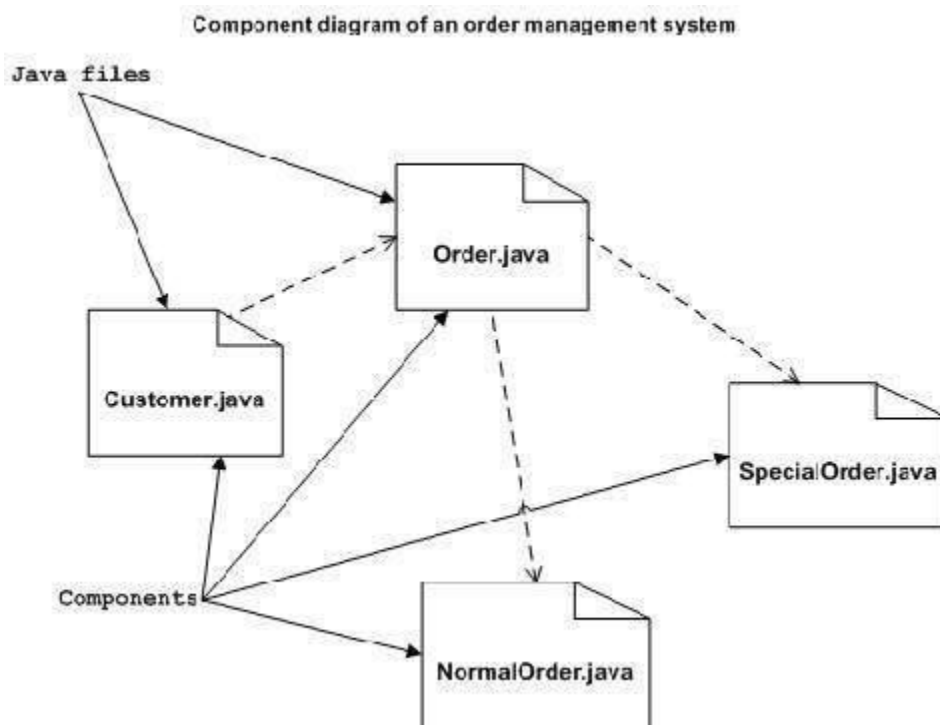 Component diagram of an order management system
Java files
Order.java
Customer.java
SpecialOrder.java
Components
NormalOrder.java